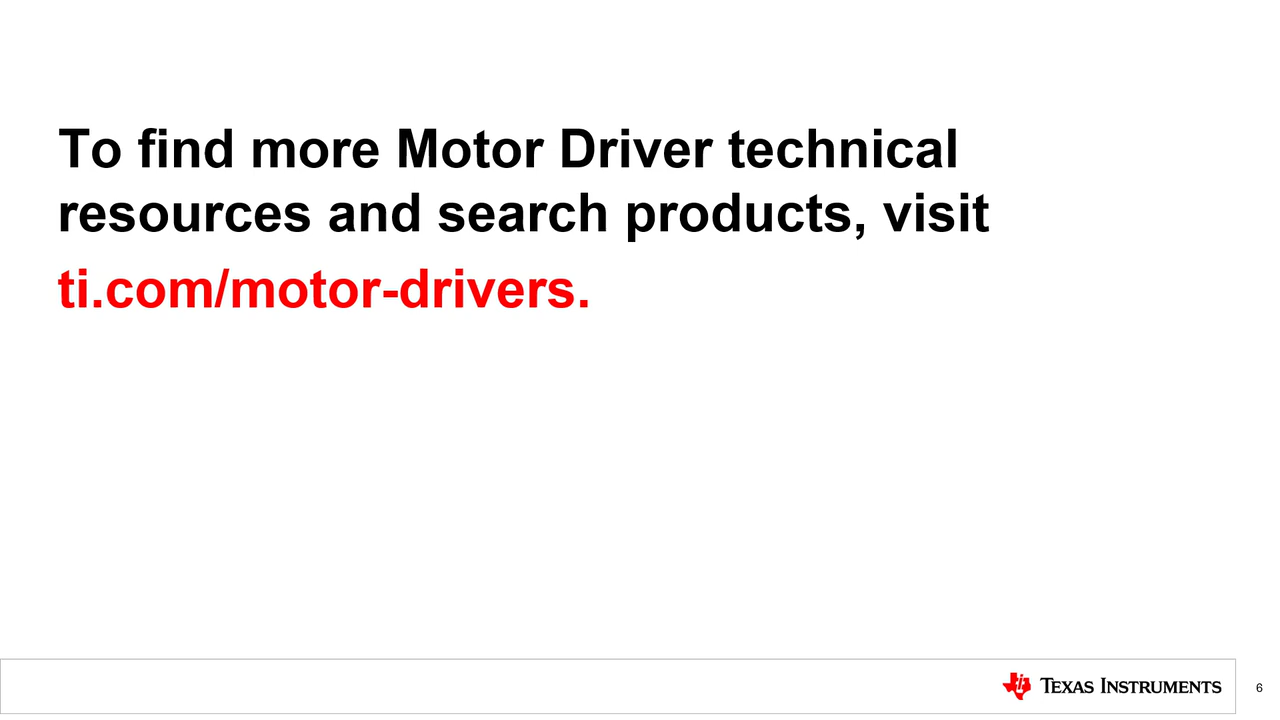 To find more Motor Driver technical
resources and search products, visit
ti.com/motor-drivers.
TEXAS INSTRUMENTS
6